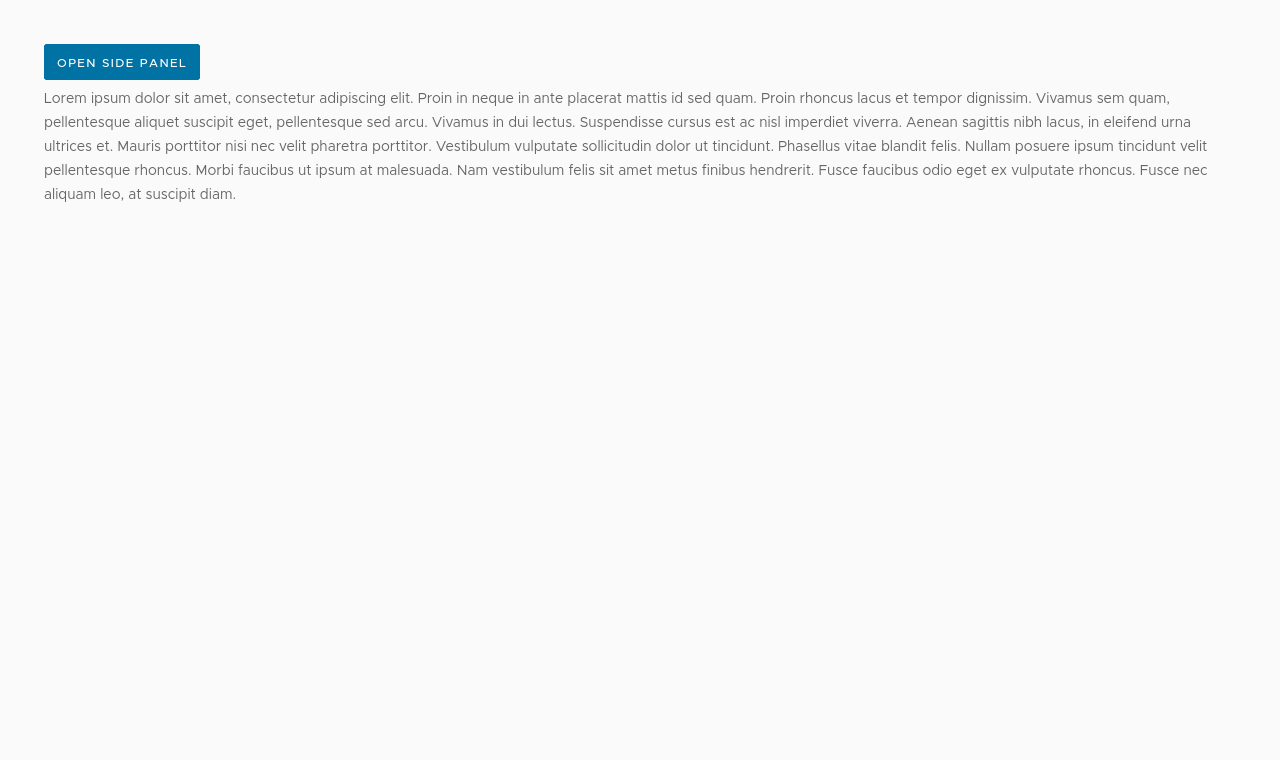 OPEN SIDE PANEL
Lorem ipsum dolor sit amet, consectetur adipiscing elit. Proin in neque in ante placerat mattis id sed quam. Proin rhoncus lacus et tempor dignissim. Vivamus sem quam,
pellentesque aliquet suscipit eget, pellentesque sed arcu. Vivamus in dui lectus. Suspendisse cursus est ac nisl imperdiet viverra. Aenean sagittis nibh lacus, in eleifend urna
ultrices et. Mauris porttitor nisi nec velit pharetra porttitor. Vestibulum vulputate sollicitudin dolor ut tincidunt. Phasellus vitae blandit felis. Nullam posuere ipsum tincidunt velit
pellentesque rhoncus. Morbi faucibus ut ipsum at malesuada. Nam vestibulum felis sit amet metus finibus hendrerit. Fusce faucibus odio eget ex vulputate rhoncus. Fusce nec
aliquam leo, at suscipit diam.